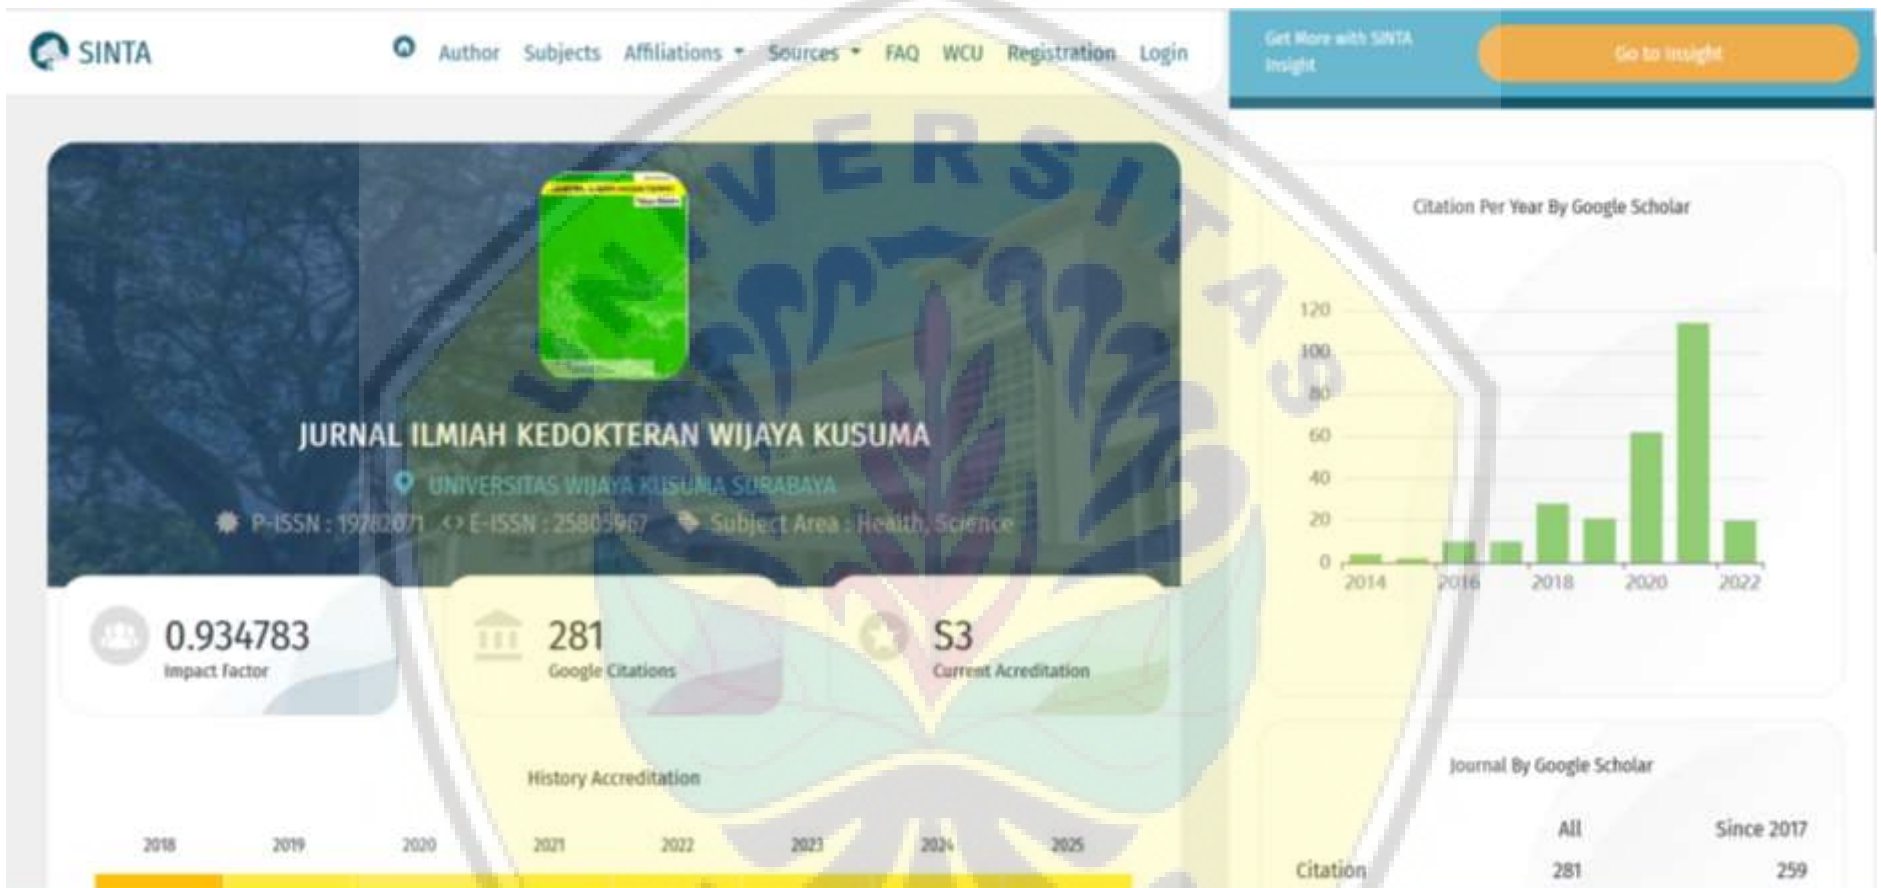 SINTA
Author Subjects Affiliations Sources FAQ WCU Registration Login
Get More with SINTA
Insight
Go to Insight
UNIVERSITAS
JURNAL ILMIAH KEDOKTERAN WIJAYA KUSUMA
UNIVERSITAS WIJAYA KUSUMA SURABAYA
P-ISSN : 19782071 <> E-ISSN : 25805967 Subject Area : Health, Science
0.934783
Impact Factor
281
Google Citations
S3
Current Acreditation
History Accreditation
2018 2019 2020 2021 2022 2023 2024 2025
Citation Per Year By Google Scholar
120
100
80
60
40
20
0
2014 2016 2018 2020 2022
Journal By Google Scholar
All Since 2017
Citation 281 259